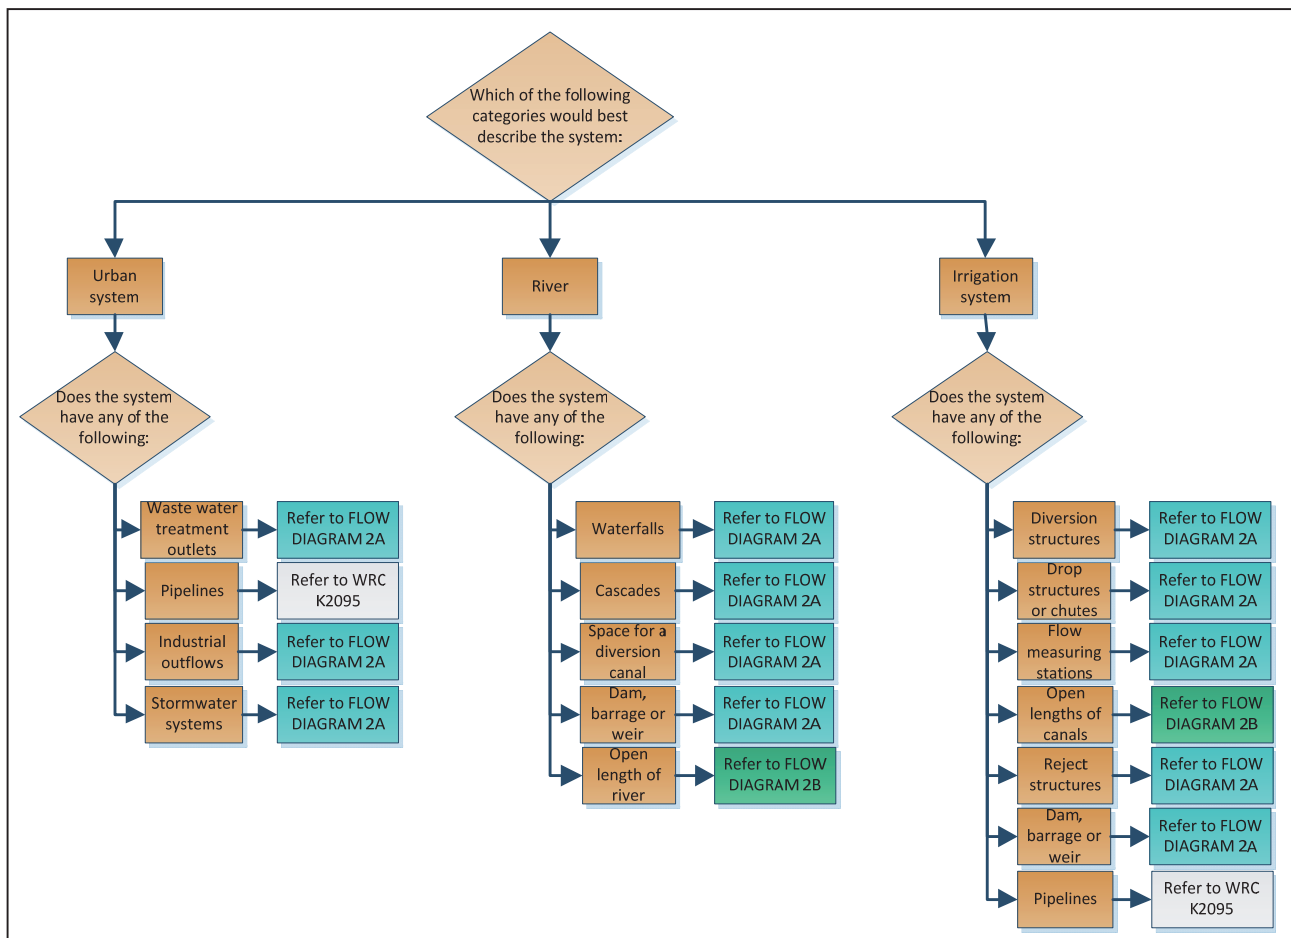 Which of the following
categories would best
describe the system:
Urban
system
River
Irrigation
system
Does the system
have any of the
following:
Does the system
have any of the
following:
Does the system
have any of the
following:
Waste water
treatment
outlets
Refer to FLOW
DIAGRAM 2A
Pipelines
Refer to WRC
K2095
Industrial
outflows
Refer to FLOW
DIAGRAM 2A
Stormwater
systems
Refer to FLOW
DIAGRAM 2A
Waterfalls
Refer to FLOW
DIAGRAM 2A
Cascades
Refer to FLOW
DIAGRAM 2A
Space for a
diversion
canal
Refer to FLOW
DIAGRAM 2A
Dam,
barrage or
weir
Refer to FLOW
DIAGRAM 2A
Open
length of
river
Refer to FLOW
DIAGRAM 2B
Diversion
structures
Refer to FLOW
DIAGRAM 2A
Drop
structures
or chutes
Refer to FLOW
DIAGRAM 2A
Flow
measuring
stations
Refer to FLOW
DIAGRAM 2A
Open
lengths of
canals
Refer to FLOW
DIAGRAM 2B
Reject
structures
Refer to FLOW
DIAGRAM 2A
Dam,
barrage or
weir
Refer to FLOW
DIAGRAM 2A
Pipelines
Refer to WRC
K2095